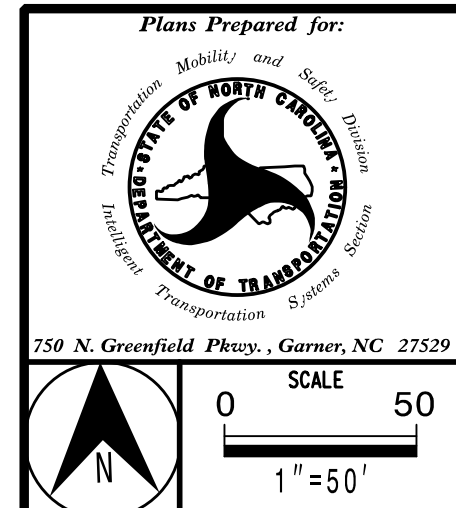 Plans Prepared for:
Transportation Mobility and Safety Division
STATE OF NORTH CAROLINA
DEPARTMENT OF TRANSPORTATION
Intelligent Transportation Systems Section
750 N. Greenfield Pkwy., Garner, NC 27529
N
SCALE
0 50
1"=50'